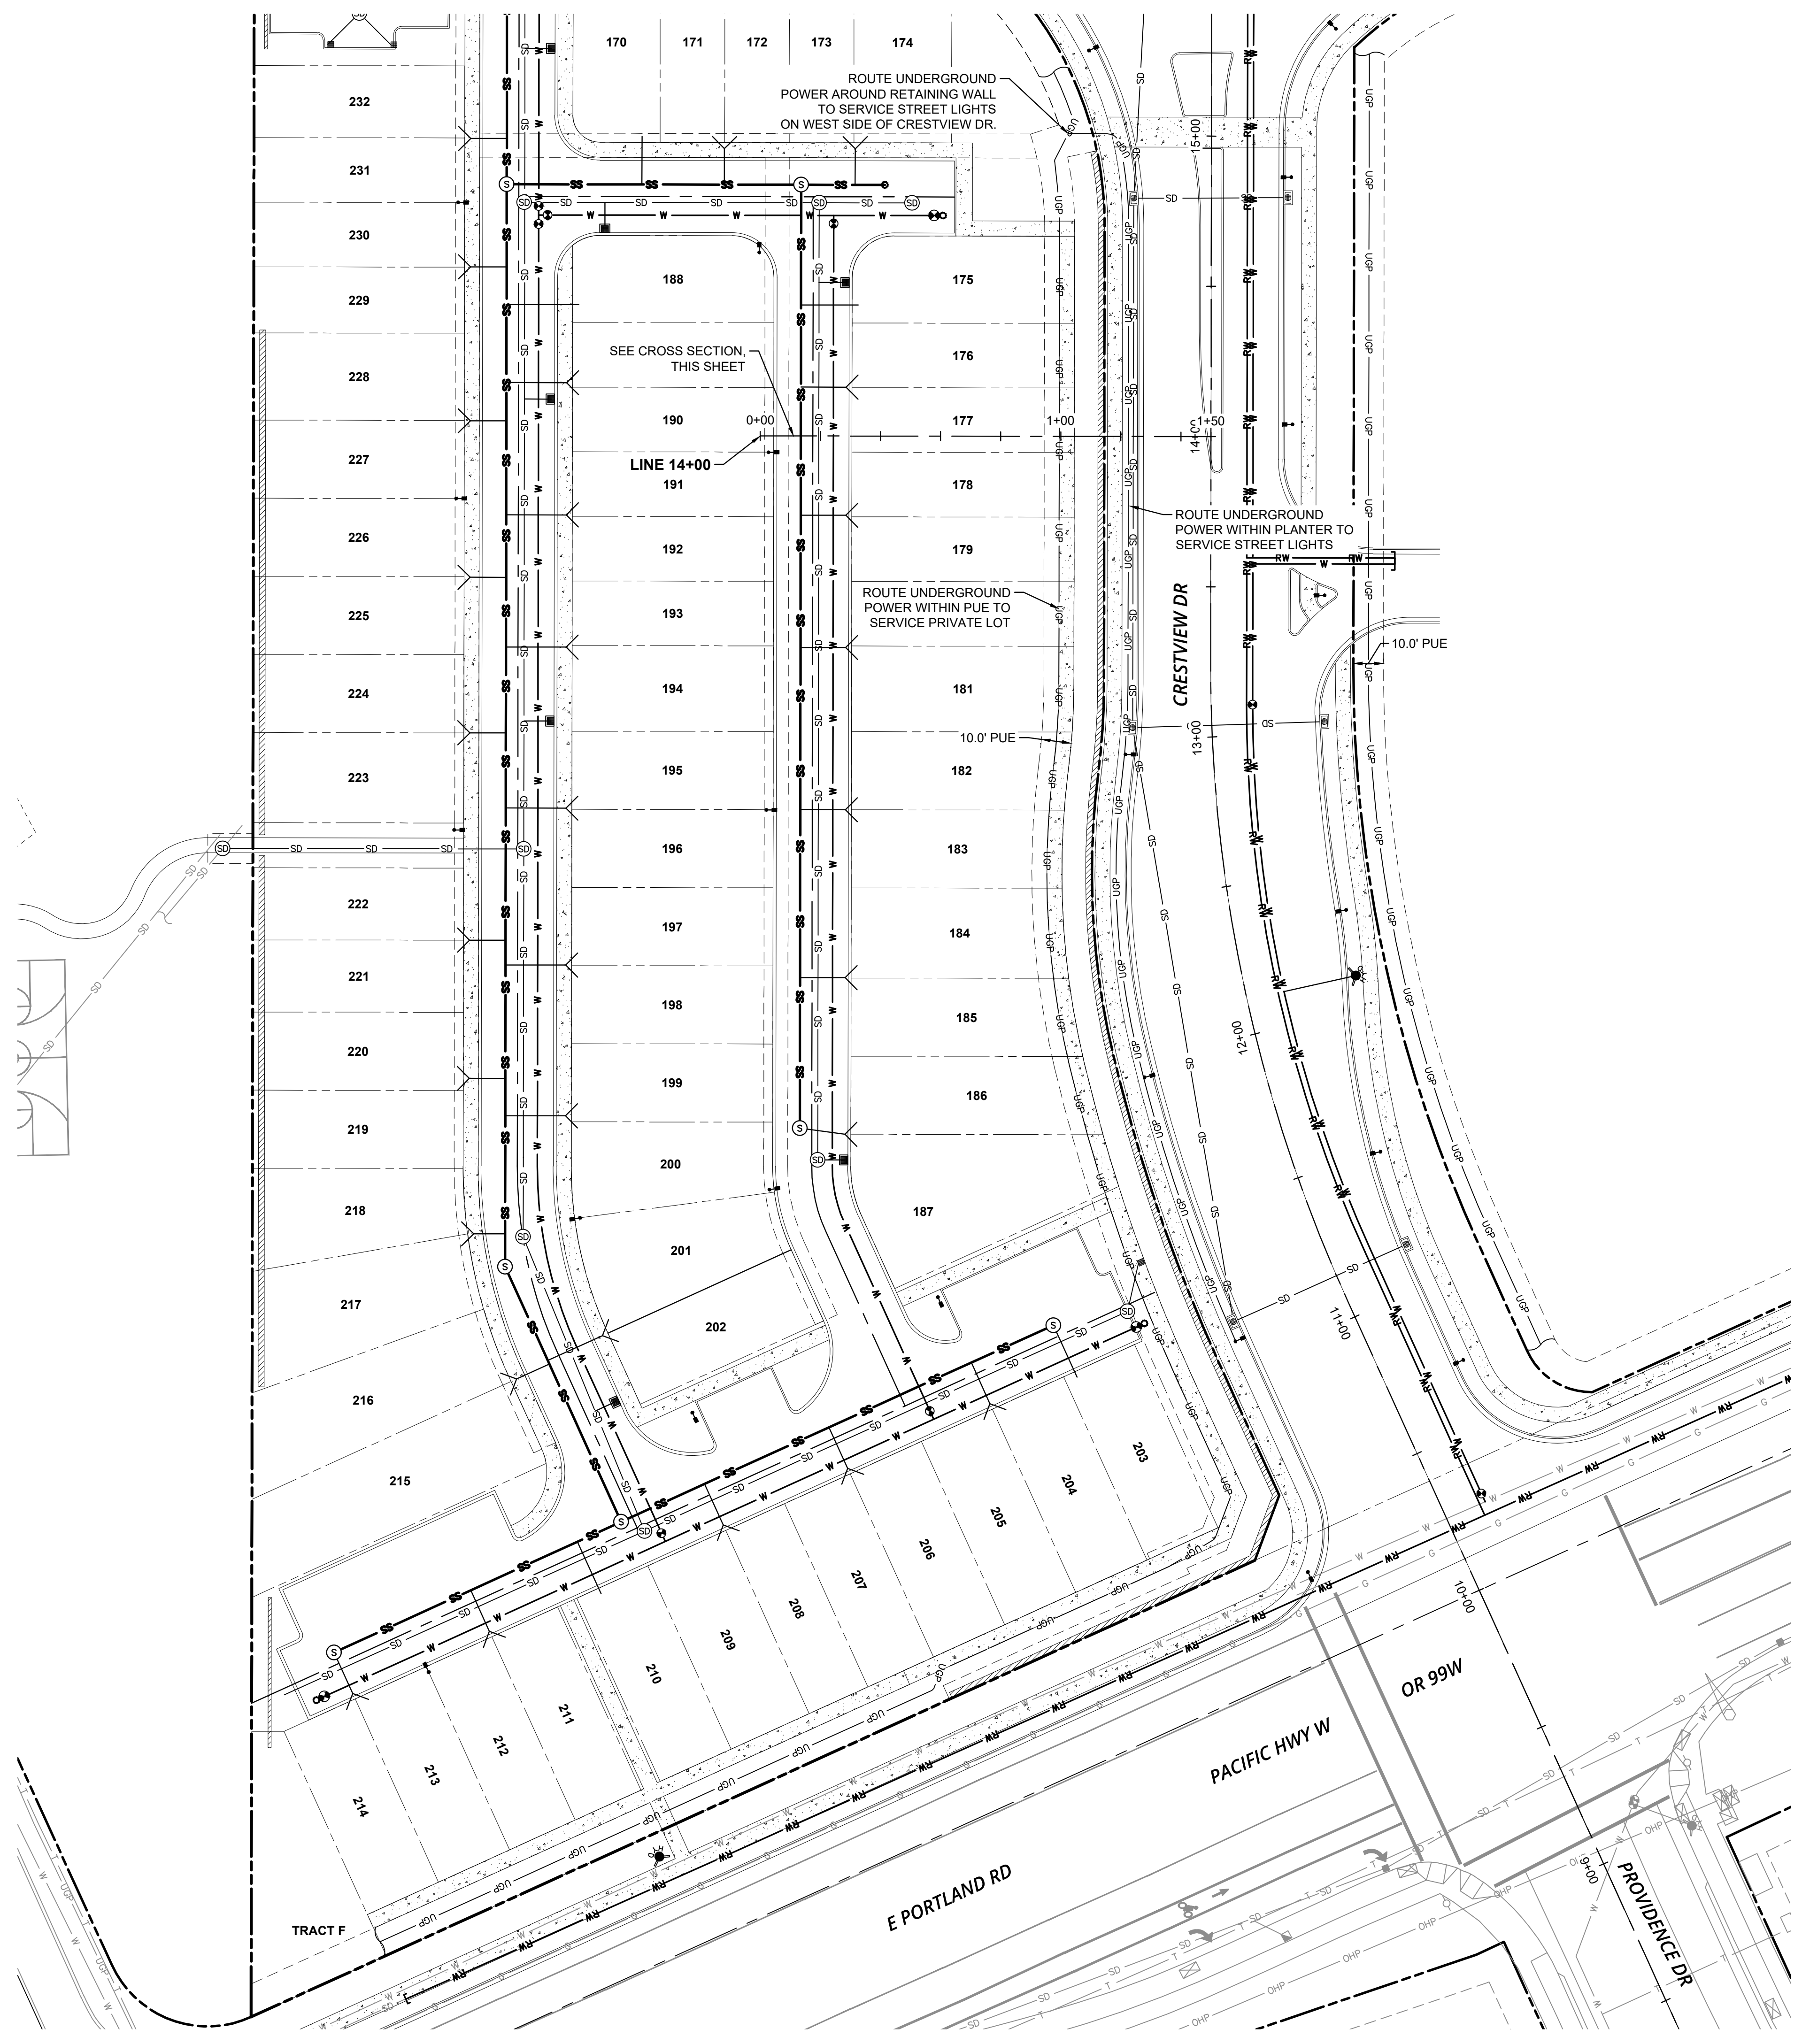 170
171
172
173
174
ROUTE UNDERGROUND
POWER AROUND RETAINING WALL
TO SERVICE STREET LIGHTS
ON WEST SIDE OF CRESTVIEW DR.
232
231
230
229
228
227
226
225
224
223
222
221
220
219
218
217
216
215
188
190
191
192
193
194
195
196
197
198
199
200
201
202
175
176
177
178
179
181
182
183
184
185
186
187
SEE CROSS SECTION,
THIS SHEET
0+00
1+00
1+50
LINE 14+00
ROUTE UNDERGROUND
POWER WITHIN PLANTER TO
SERVICE STREET LIGHTS
ROUTE UNDERGROUND
POWER WITHIN PUE TO
SERVICE PRIVATE LOT
10.0' PUE
10.0' PUE
CRESTVIEW DR
15+00
14+00
13+00
12+00
11+00
10+00
9+00
203
204
205
206
207
208
209
210
211
212
213
214
TRACT F
E PORTLAND RD
PACIFIC HWY W
OR 99W
PROVIDENCE DR
SS
SD
W
RW
UGP
S
G
T
OHP